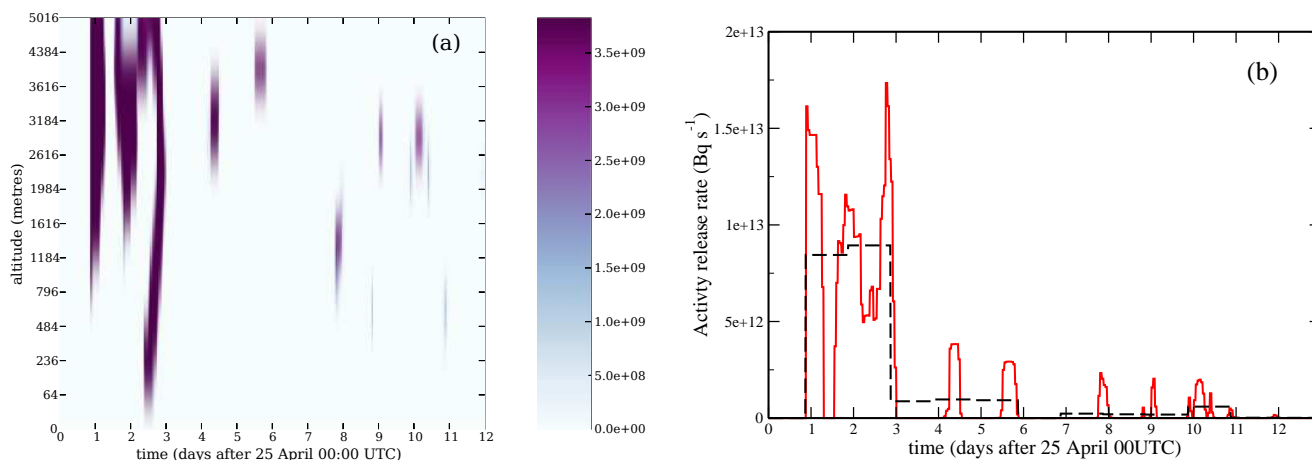 (a)
5016
4384
3616
3184
2616
1984
1616
1184
796
484
236
64
0
altitude (metres)
0 1 2 3 4 5 6 7 8 9 10 11 12
time (days after 25 April 00:00 UTC)
3.5e+09
3.0e+09
2.5e+09
2.0e+09
1.5e+09
1.0e+09
5.0e+08
0.0e+00
(b)
2e+13
1.5e+13
1e+13
5e+12
0
Activty release rate (Bq s⁻¹)
0 1 2 3 4 5 6 7 8 9 10 11 12
time (days after 25 April 00UTC)